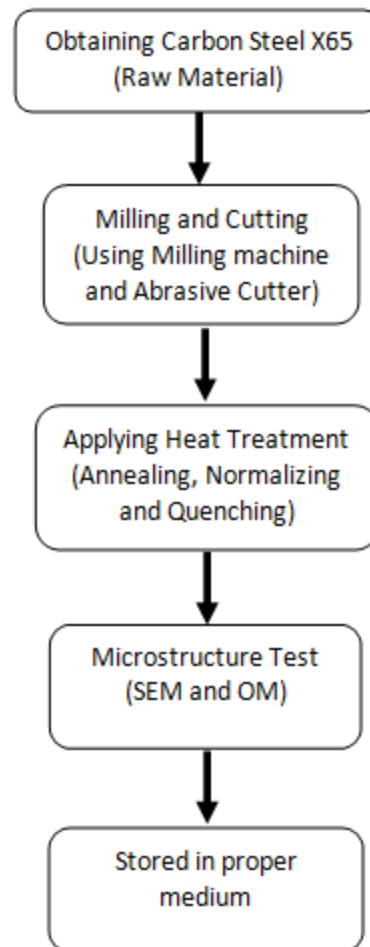 Obtaining Carbon Steel X65
(Raw Material)
Milling and Cutting
(Using Milling machine
and Abrasive Cutter)
Applying Heat Treatment
(Annealing, Normalizing
and Quenching)
Microstructure Test
(SEM and OM)
Stored in proper
medium